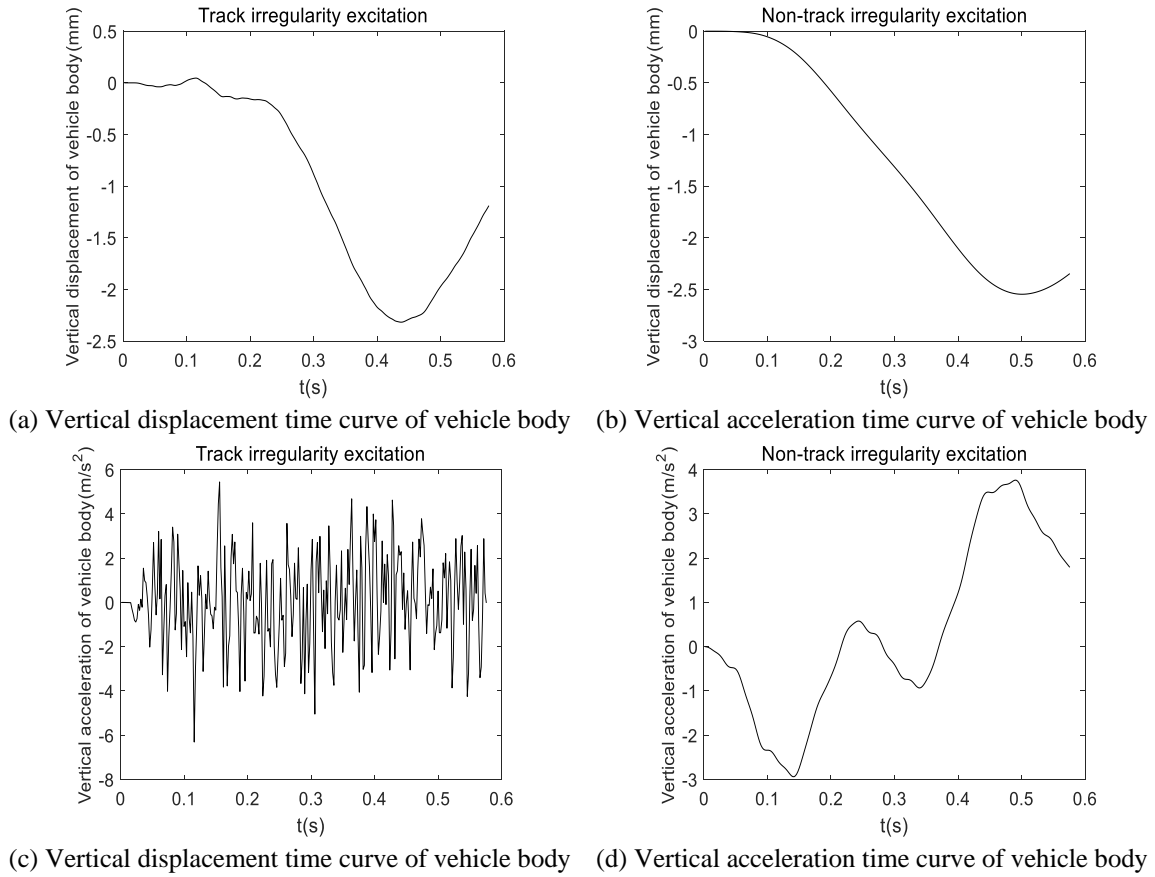 Track irregularity excitation
Vertical displacement of vehicle body(mm)
0.5
0
-0.5
-1
-1.5
-2
-2.5
0 0.1 0.2 0.3 0.4 0.5 0.6
t(s)
Non-track irregularity excitation
Vertical displacement of vehicle body(mm)
0
-0.5
-1
-1.5
-2
-2.5
-3
0 0.1 0.2 0.3 0.4 0.5 0.6
t(s)
(a) Vertical displacement time curve of vehicle body
(b) Vertical acceleration time curve of vehicle body
Track irregularity excitation
Vertical acceleration of vehicle body(m/s²)
6
4
2
0
-2
-4
-6
-8
0 0.1 0.2 0.3 0.4 0.5 0.6
t(s)
Non-track irregularity excitation
Vertical acceleration of vehicle body(m/s²)
4
3
2
1
0
-1
-2
-3
0 0.1 0.2 0.3 0.4 0.5 0.6
t(s)
(c) Vertical displacement time curve of vehicle body
(d) Vertical acceleration time curve of vehicle body